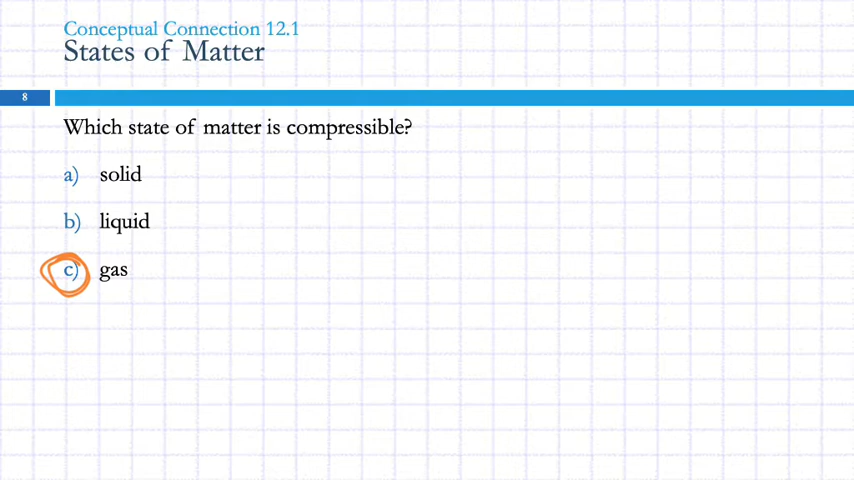 Conceptual Connection 12.1
States of Matter
8
Which state of matter is compressible?
a) solid
b) liquid
c) gas